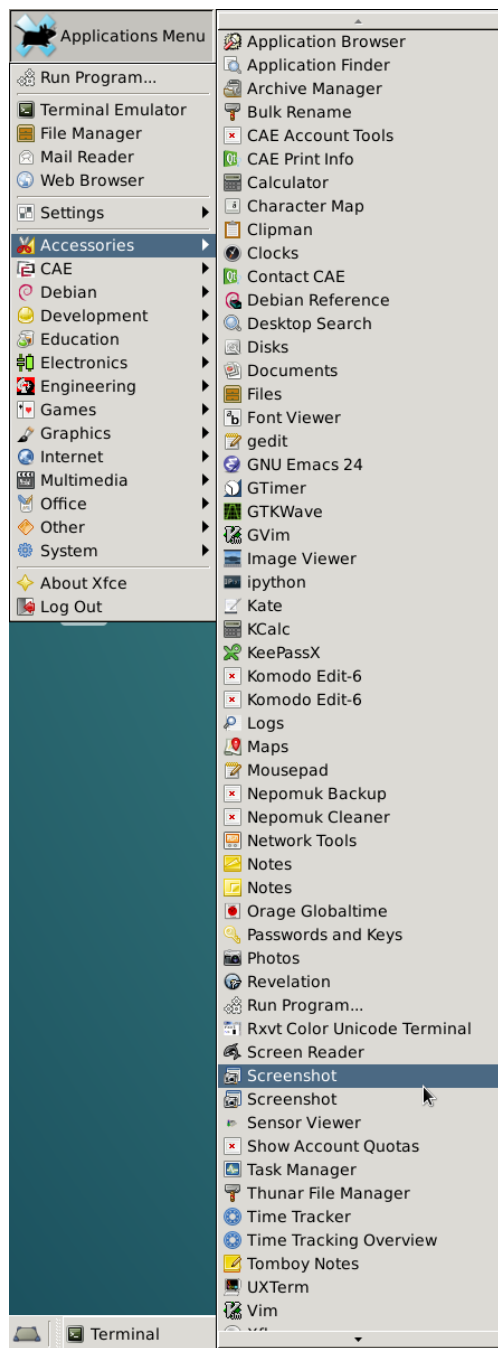 Applications Menu
Run Program...
Terminal Emulator
File Manager
Mail Reader
Web Browser
Settings
Accessories
CAE
Debian
Development
Education
Electronics
Engineering
Games
Graphics
Internet
Multimedia
Office
Other
System
About Xfce
Log Out
Application Browser
Application Finder
Archive Manager
Bulk Rename
CAE Account Tools
CAE Print Info
Calculator
Character Map
Clipman
Clocks
Contact CAE
Debian Reference
Desktop Search
Disks
Documents
Files
Font Viewer
gedit
GNU Emacs 24
GTimer
GTKWave
GVim
Image Viewer
ipython
Kate
KCalc
KeePassX
Komodo Edit-6
Komodo Edit-6
Logs
Maps
Mousepad
Nepomuk Backup
Nepomuk Cleaner
Network Tools
Notes
Notes
Orage Globaltime
Passwords and Keys
Photos
Revelation
Run Program...
Rxvt Color Unicode Terminal
Screen Reader
Screenshot
Screenshot
Sensor Viewer
Show Account Quotas
Task Manager
Thunar File Manager
Time Tracker
Time Tracking Overview
Tomboy Notes
UXTerm
Vim
Terminal